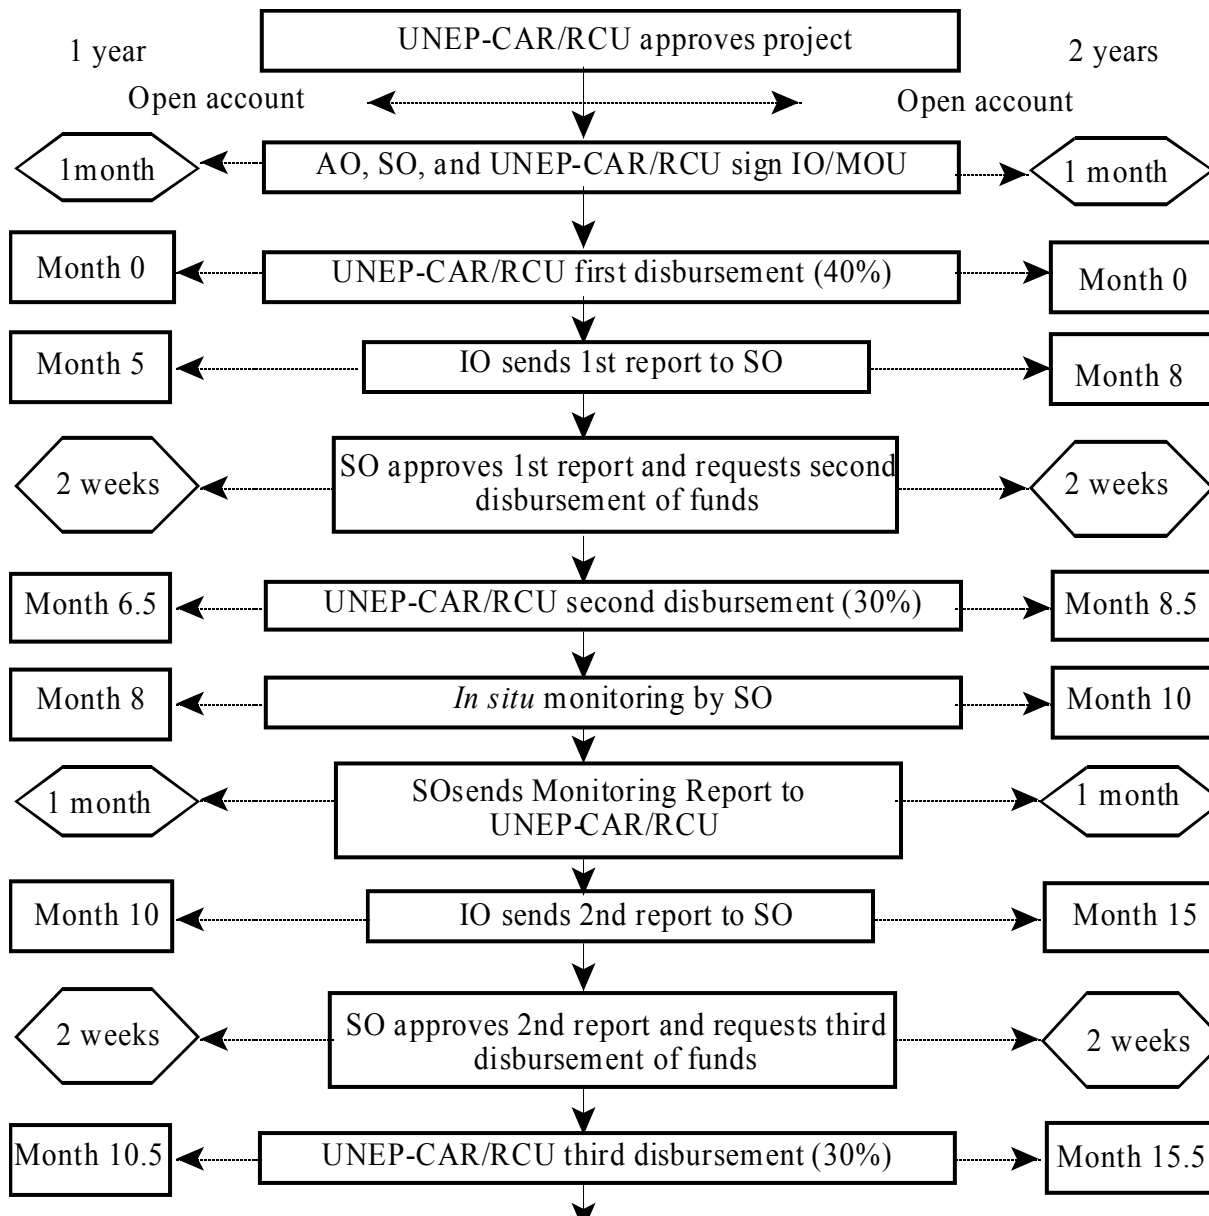 UNEP-CAR/RCU approves project
1 year
2 years
Open account
Open account
1month
AO, SO, and UNEP-CAR/RCU sign IO/MOU
1 month
Month 0
UNEP-CAR/RCU first disbursement (40%)
Month 0
Month 5
IO sends 1st report to SO
Month 8
2 weeks
SO approves 1st report and requests second
disbursement of funds
2 weeks
Month 6.5
UNEP-CAR/RCU second disbursement (30%)
Month 8.5
Month 8
In situ monitoring by SO
Month 10
1 month
SOsends Monitoring Report to
UNEP-CAR/RCU
1 month
Month 10
IO sends 2nd report to SO
Month 15
2 weeks
SO approves 2nd report and requests third
disbursement of funds
2 weeks
Month 10.5
UNEP-CAR/RCU third disbursement (30%)
Month 15.5